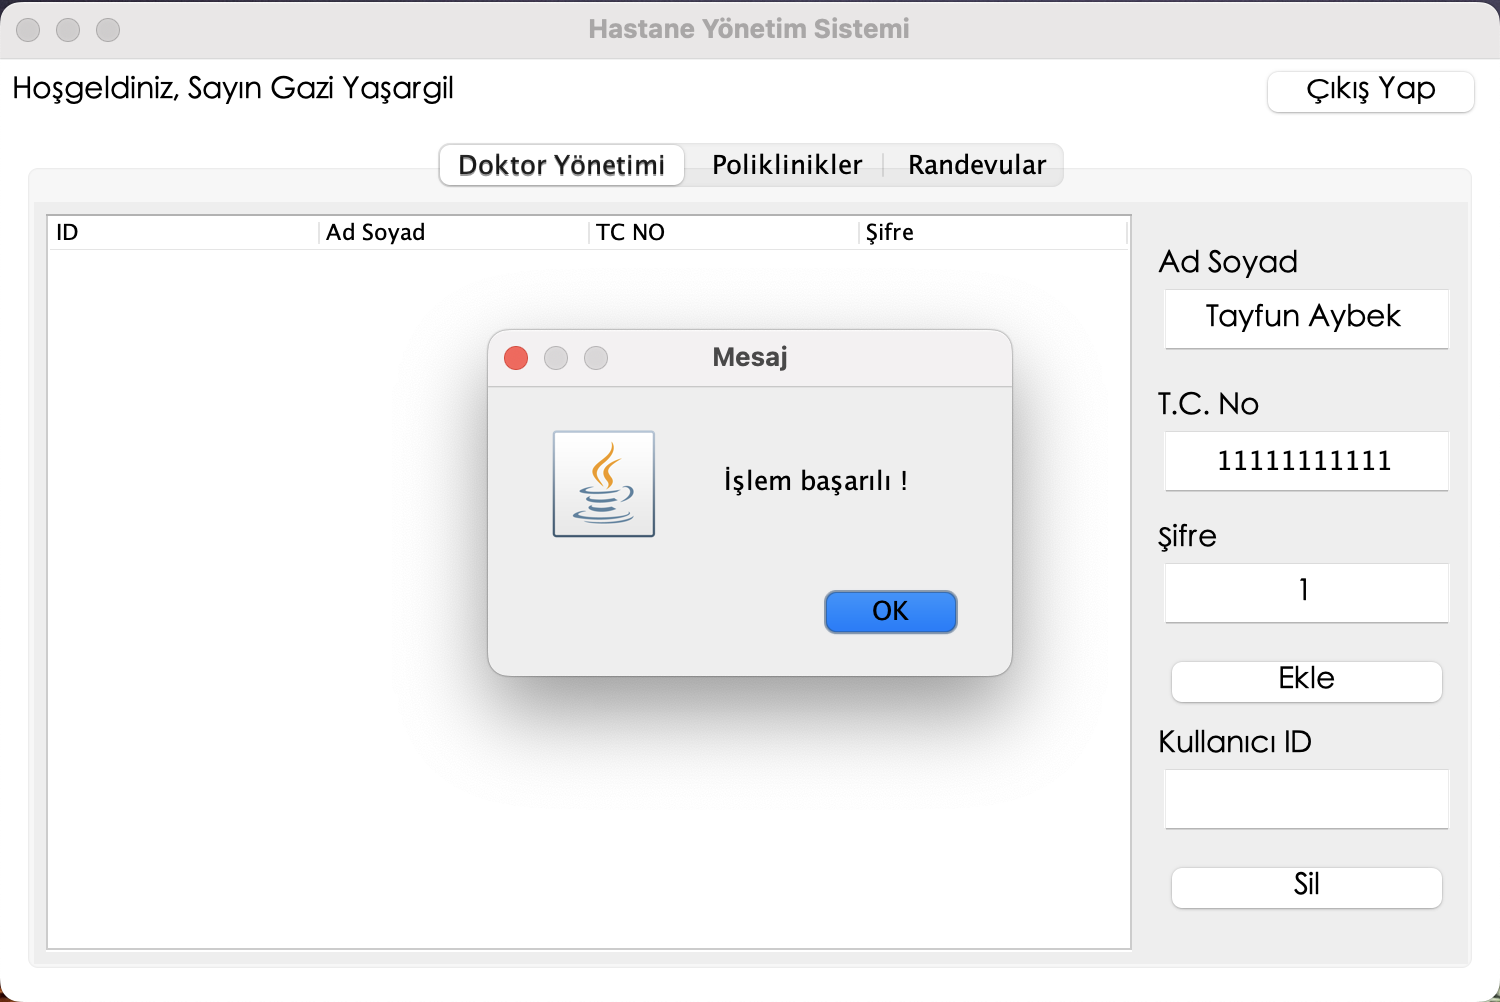 Hastane Yönetim Sistemi
Hoşgeldiniz, Sayın Gazi Yaşargil
Çıkış Yap
Doktor Yönetimi
Poliklinikler
Randevular
ID
Ad Soyad
TC NO
Şifre
Ad Soyad
Tayfun Aybek
T.C. No
11111111111
Şifre
1
Ekle
Kullanıcı ID
Sil
Mesaj
İşlem başarılı !
OK